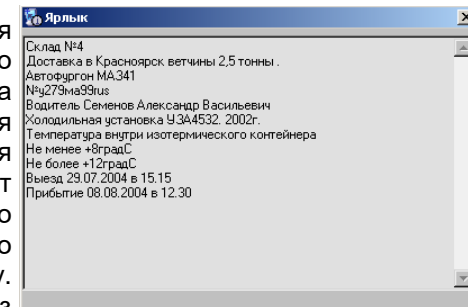 Ярлык
Склад №4
Доставка в Красноярск ветчины 2,5 тонны .
Автофургон МА341
№у279ма99rus
Водитель Семенов Александр Васильевич
Холодильная установка УЗА4532. 2002г.
Температура внутри изотермического контейнера
Не менее +8градС
Не более +12градС
Выезд 29.07.2004 в 15.15
Прибытие 08.08.2004 в 12.30